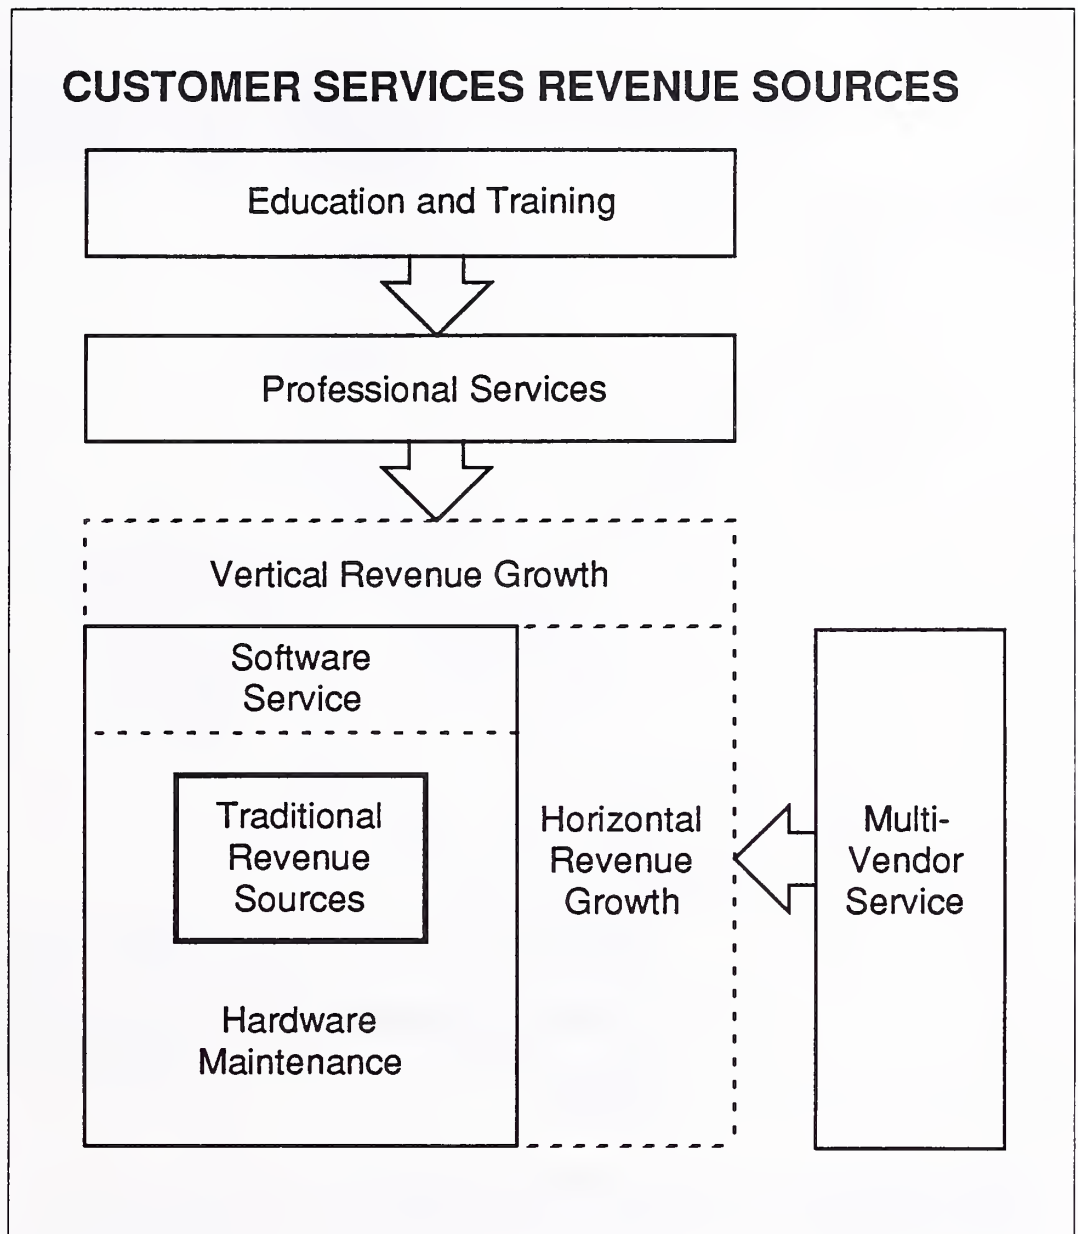 CUSTOMER SERVICES REVENUE SOURCES
Education and Training
Professional Services
Vertical Revenue Growth
Software
Service
Traditional
Revenue
Sources
Hardware
Maintenance
Horizontal
Revenue
Growth
Multi-
Vendor
Service